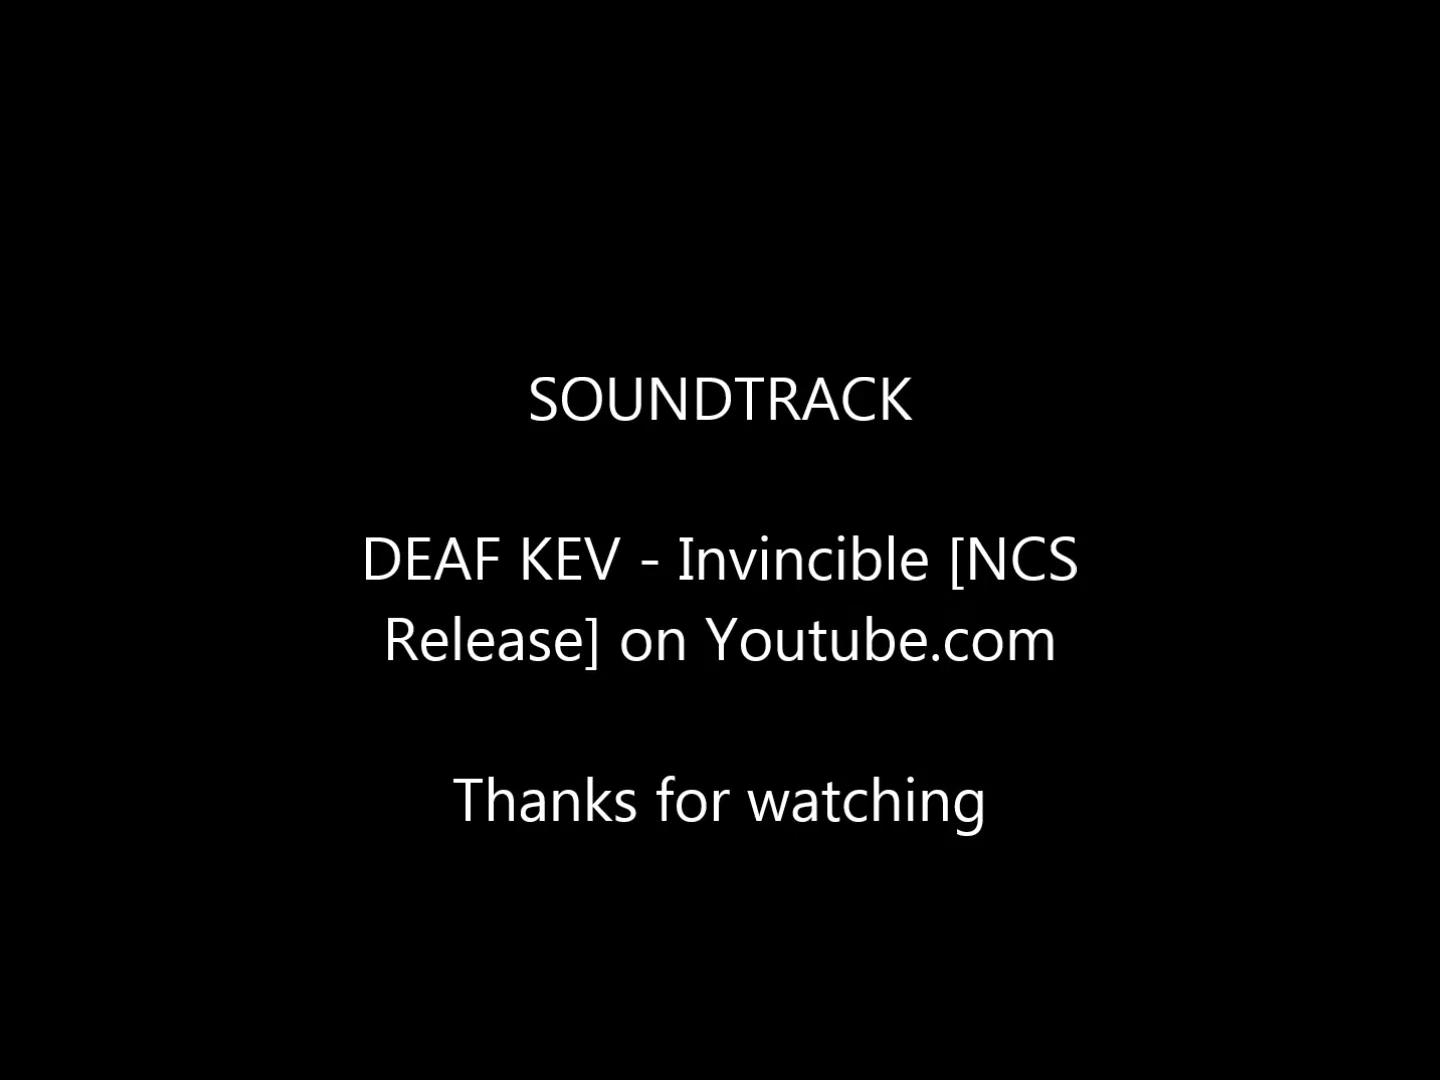 SOUNDTRACK
DEAF KEV - Invincible [NCS
Release] on Youtube.com
Thanks for watching